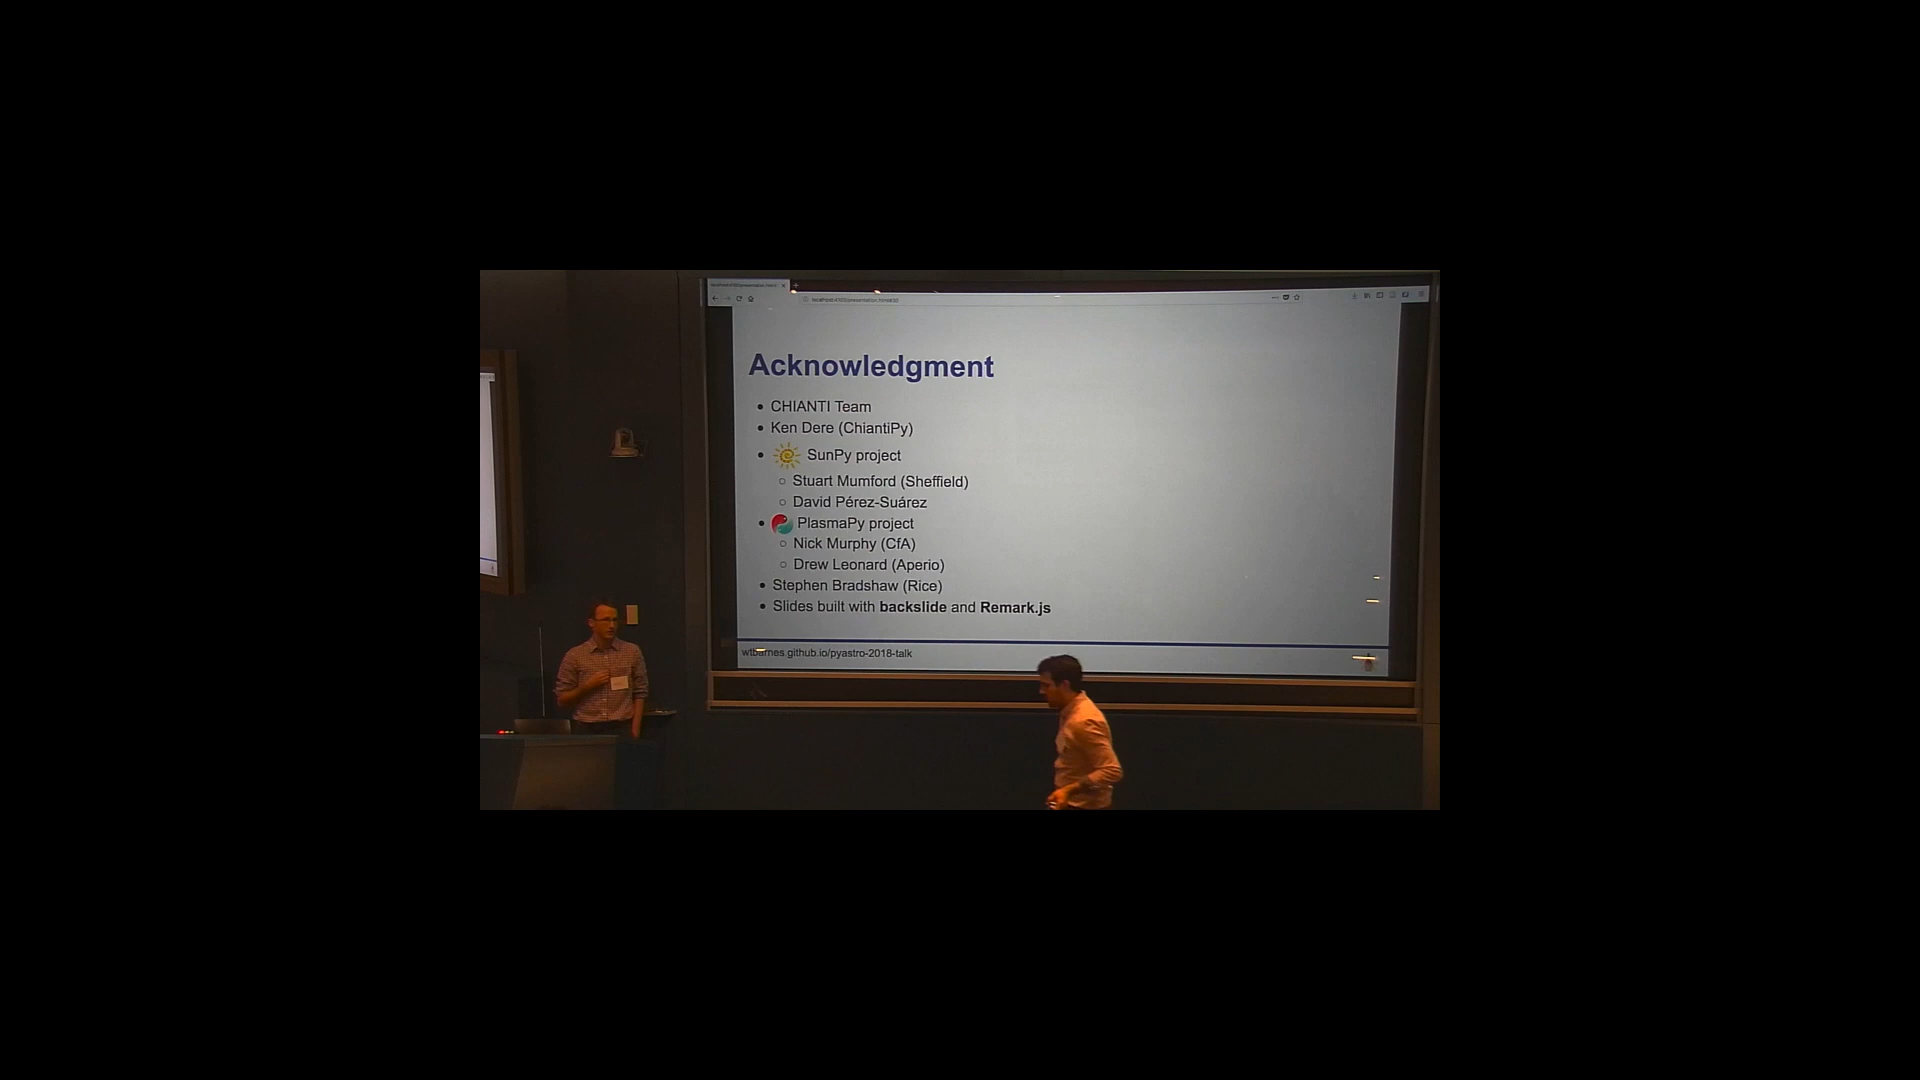 Acknowledgment
CHIANTI Team
Ken Dere (ChiantiPy)
SunPy project
Stuart Mumford (Sheffield)
David Pérez-Suárez
PlasmaPy project
Nick Murphy (CfA)
Drew Leonard (Aperio)
Stephen Bradshaw (Rice)
Slides built with backslide and Remark.js
wtbarnes.github.io/pyastro-2018-talk